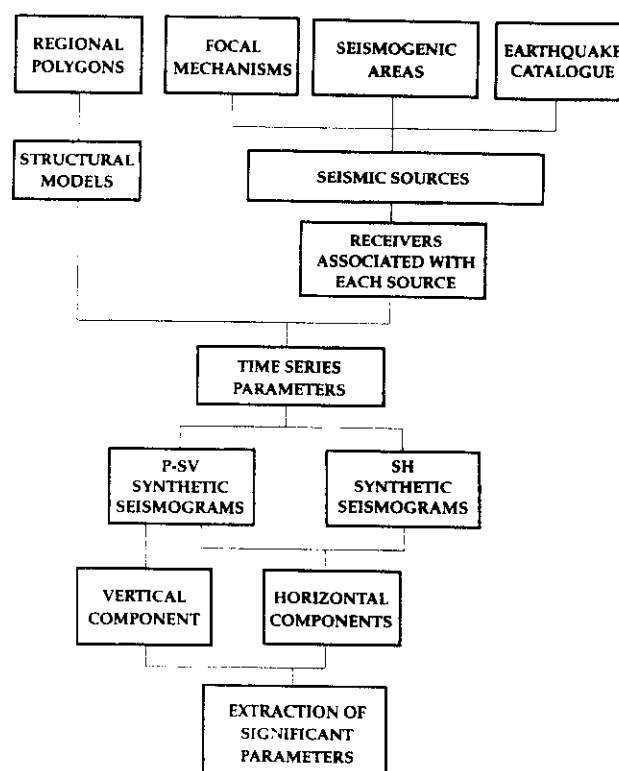 REGIONAL
POLYGONS
FOCAL
MECHANISMS
SEISMOGENIC
AREAS
EARTHQUAKE
CATALOGUE
STRUCTURAL
MODELS
SEISMIC SOURCES
RECEIVERS
ASSOCIATED WITH
EACH SOURCE
TIME SERIES
PARAMETERS
P-SV
SYNTHETIC
SEISMOGRAMS
SH
SYNTHETIC
SEISMOGRAMS
VERTICAL
COMPONENT
HORIZONTAL
COMPONENTS
EXTRACTION OF
SIGNIFICANT
PARAMETERS